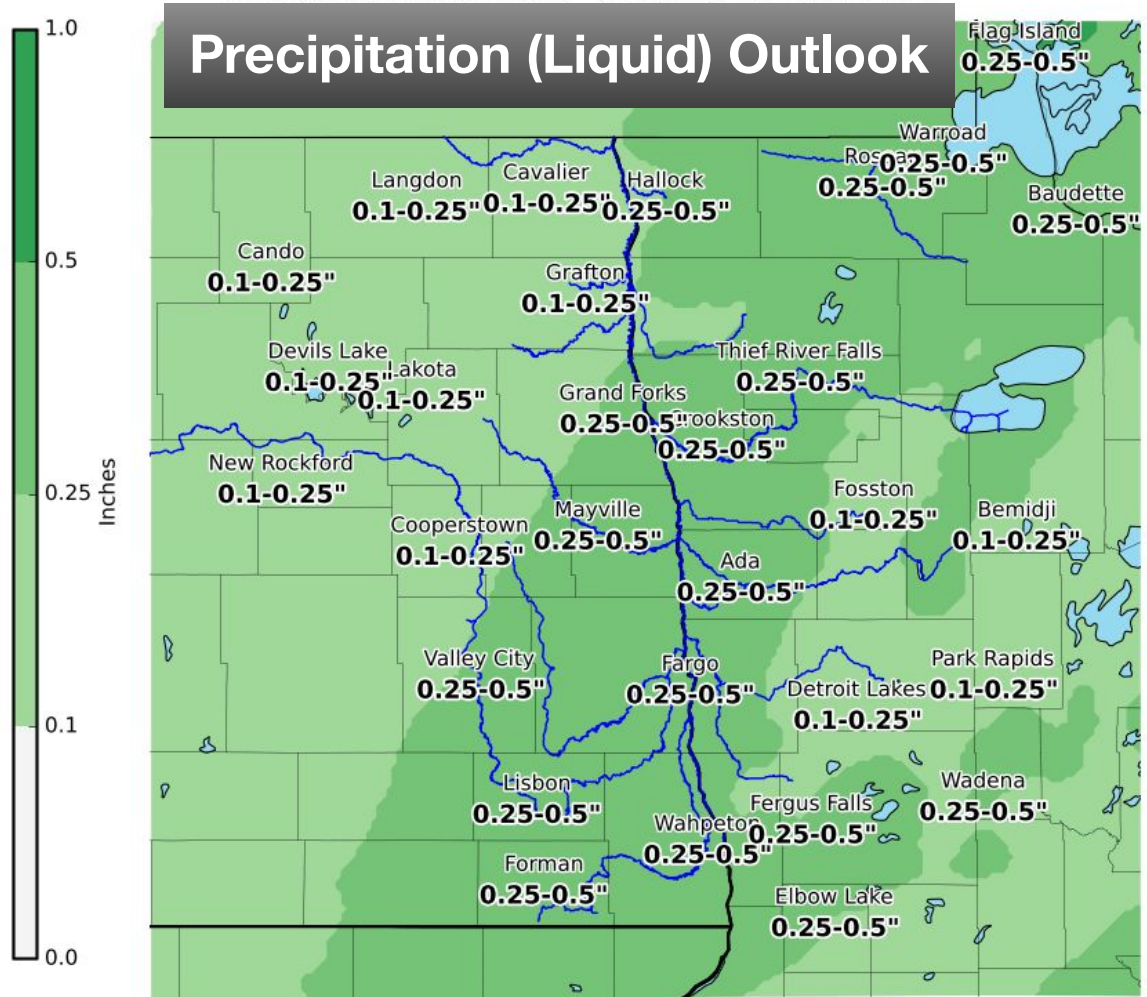 Precipitation (Liquid) Outlook
1.0
0.5
0.25
0.1
0.0
Inches
Flag Island
0.25-0.5"
Warroad
0.25-0.5"
Roseau
0.25-0.5"
Baudette
0.25-0.5"
Langdon
0.1-0.25"
Cavalier
0.1-0.25"
Hallock
0.25-0.5"
Cando
0.1-0.25"
Grafton
0.1-0.25"
Devils Lake
0.1-0.25"
Lakota
0.1-0.25"
Thief River Falls
0.25-0.5"
Grand Forks
0.25-0.5"
Crookston
0.25-0.5"
New Rockford
0.1-0.25"
Cooperstown
0.1-0.25"
Mayville
0.25-0.5"
Fosston
0.1-0.25"
Bemidji
0.1-0.25"
Ada
0.25-0.5"
Valley City
0.25-0.5"
Fargo
0.25-0.5"
Detroit Lakes
0.1-0.25"
Park Rapids
0.1-0.25"
Lisbon
0.25-0.5"
Wahpeton
0.25-0.5"
Fergus Falls
0.25-0.5"
Wadena
0.25-0.5"
Forman
0.25-0.5"
Elbow Lake
0.25-0.5"